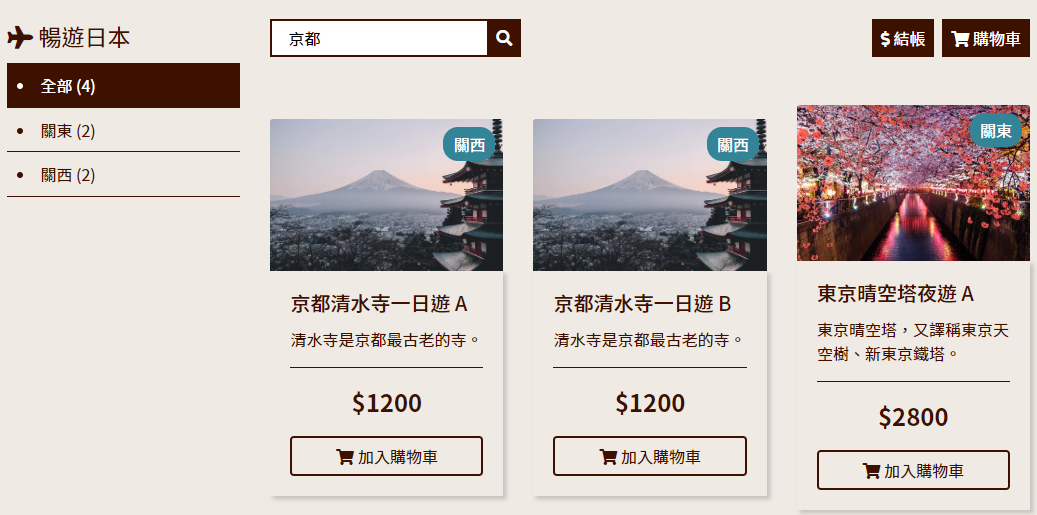 暢遊日本
全部 (4)
關東 (2)
關西 (2)
京都
結帳
購物車
關西
京都清水寺一日遊 A
清水寺是京都最古老的寺。
$1200
加入購物車
關西
京都清水寺一日遊 B
清水寺是京都最古老的寺。
$1200
加入購物車
關東
東京晴空塔夜遊 A
東京晴空塔，又譯稱東京天
空樹、新東京鐵塔。
$2800
加入購物車